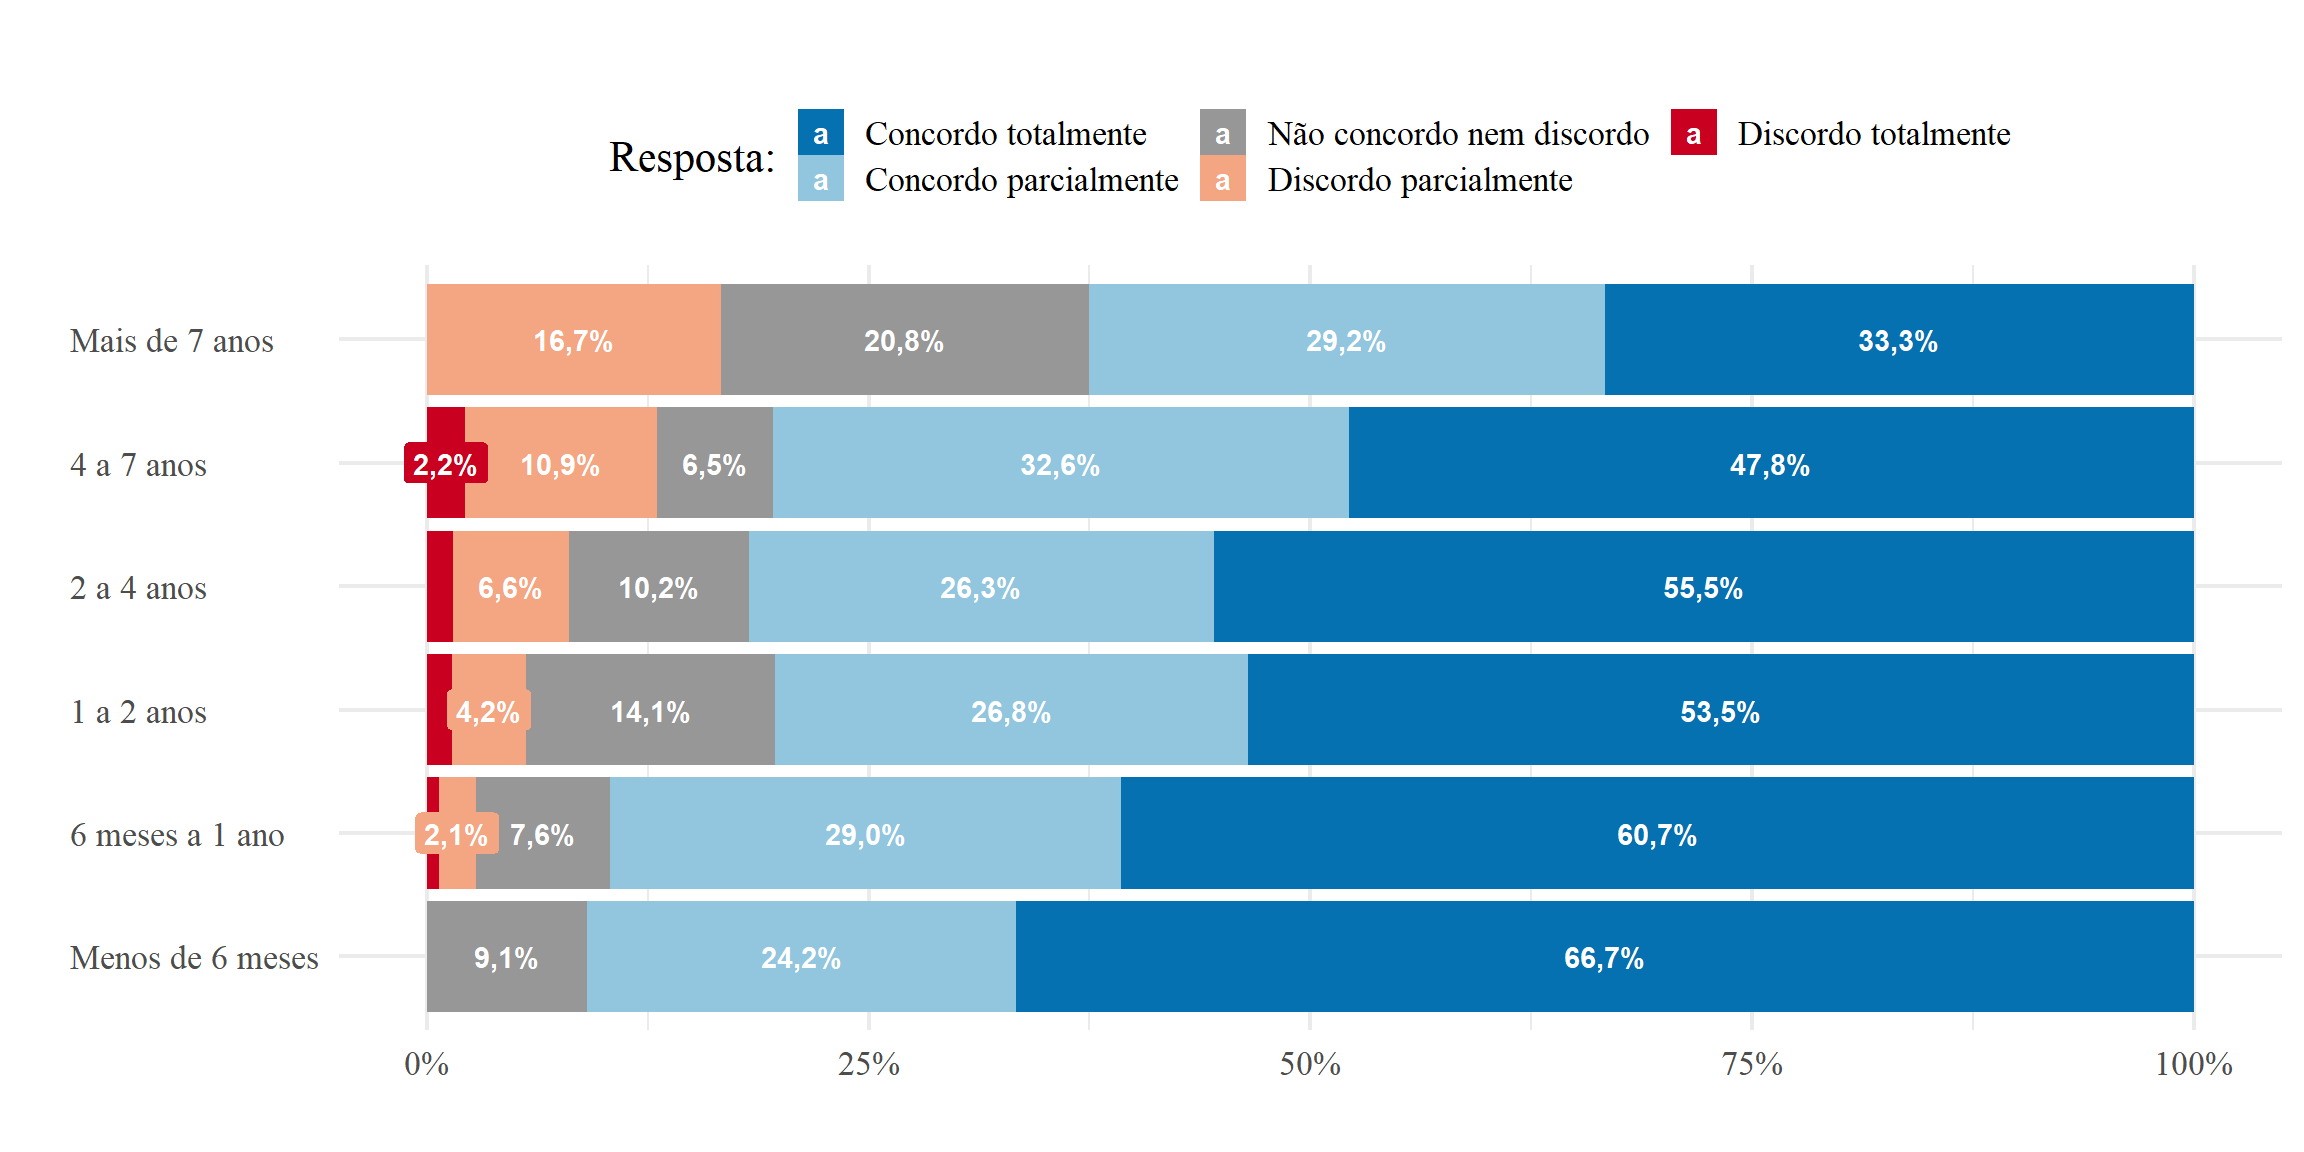 Resposta:
a Concordo totalmente
a Concordo parcialmente
a Não concordo nem discordo
a Discordo parcialmente
a Discordo totalmente
Mais de 7 anos 16,7% 20,8% 29,2% 33,3%
4 a 7 anos 2,2% 10,9% 6,5% 32,6% 47,8%
2 a 4 anos 6,6% 10,2% 26,3% 55,5%
1 a 2 anos 4,2% 14,1% 26,8% 53,5%
6 meses a 1 ano 2,1% 7,6% 29,0% 60,7%
Menos de 6 meses 9,1% 24,2% 66,7%
0% 25% 50% 75% 100%